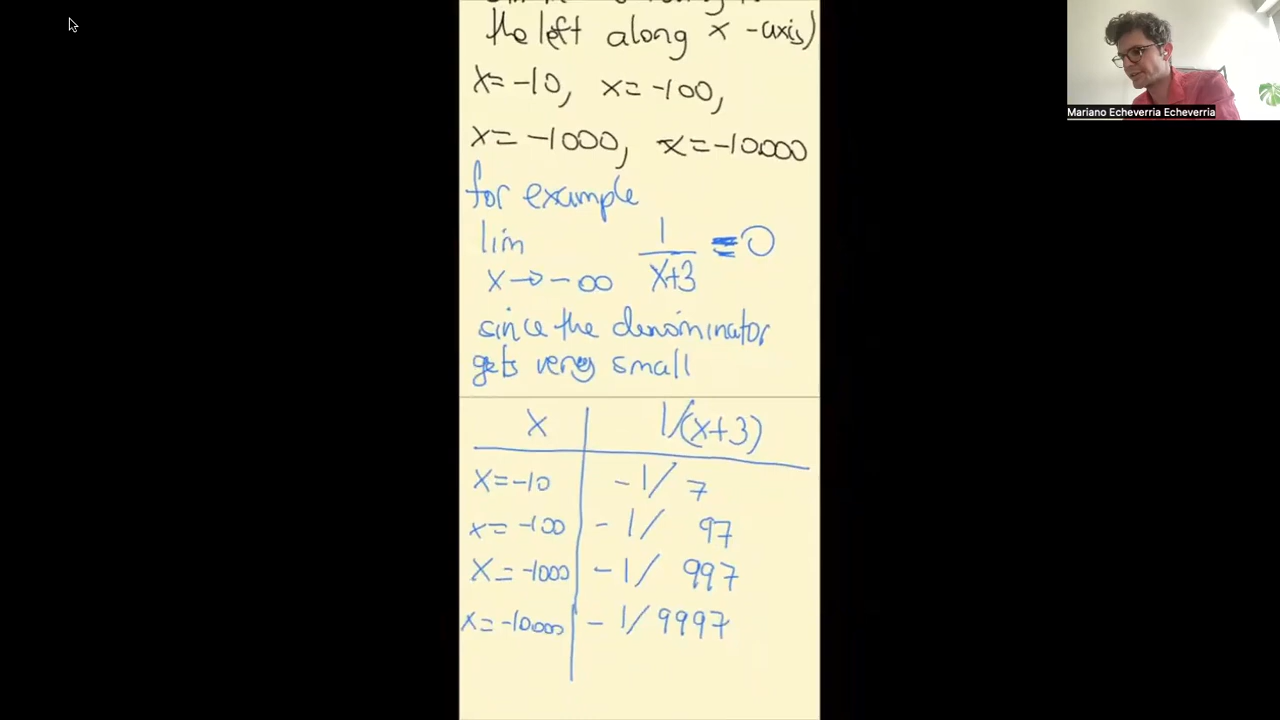 the left along x-axis)
x=-10, x=-100,
x=-1000, x=-10000
for example
lim 1/(x+3) = 0
x→-∞
since the denominator
gets very small
x | 1/(x+3)
x=-10 | -1/7
x=-100 | -1/97
x=-1000 | -1/997
x=-10000 | -1/9997
Mariano Echeverria Echeverria